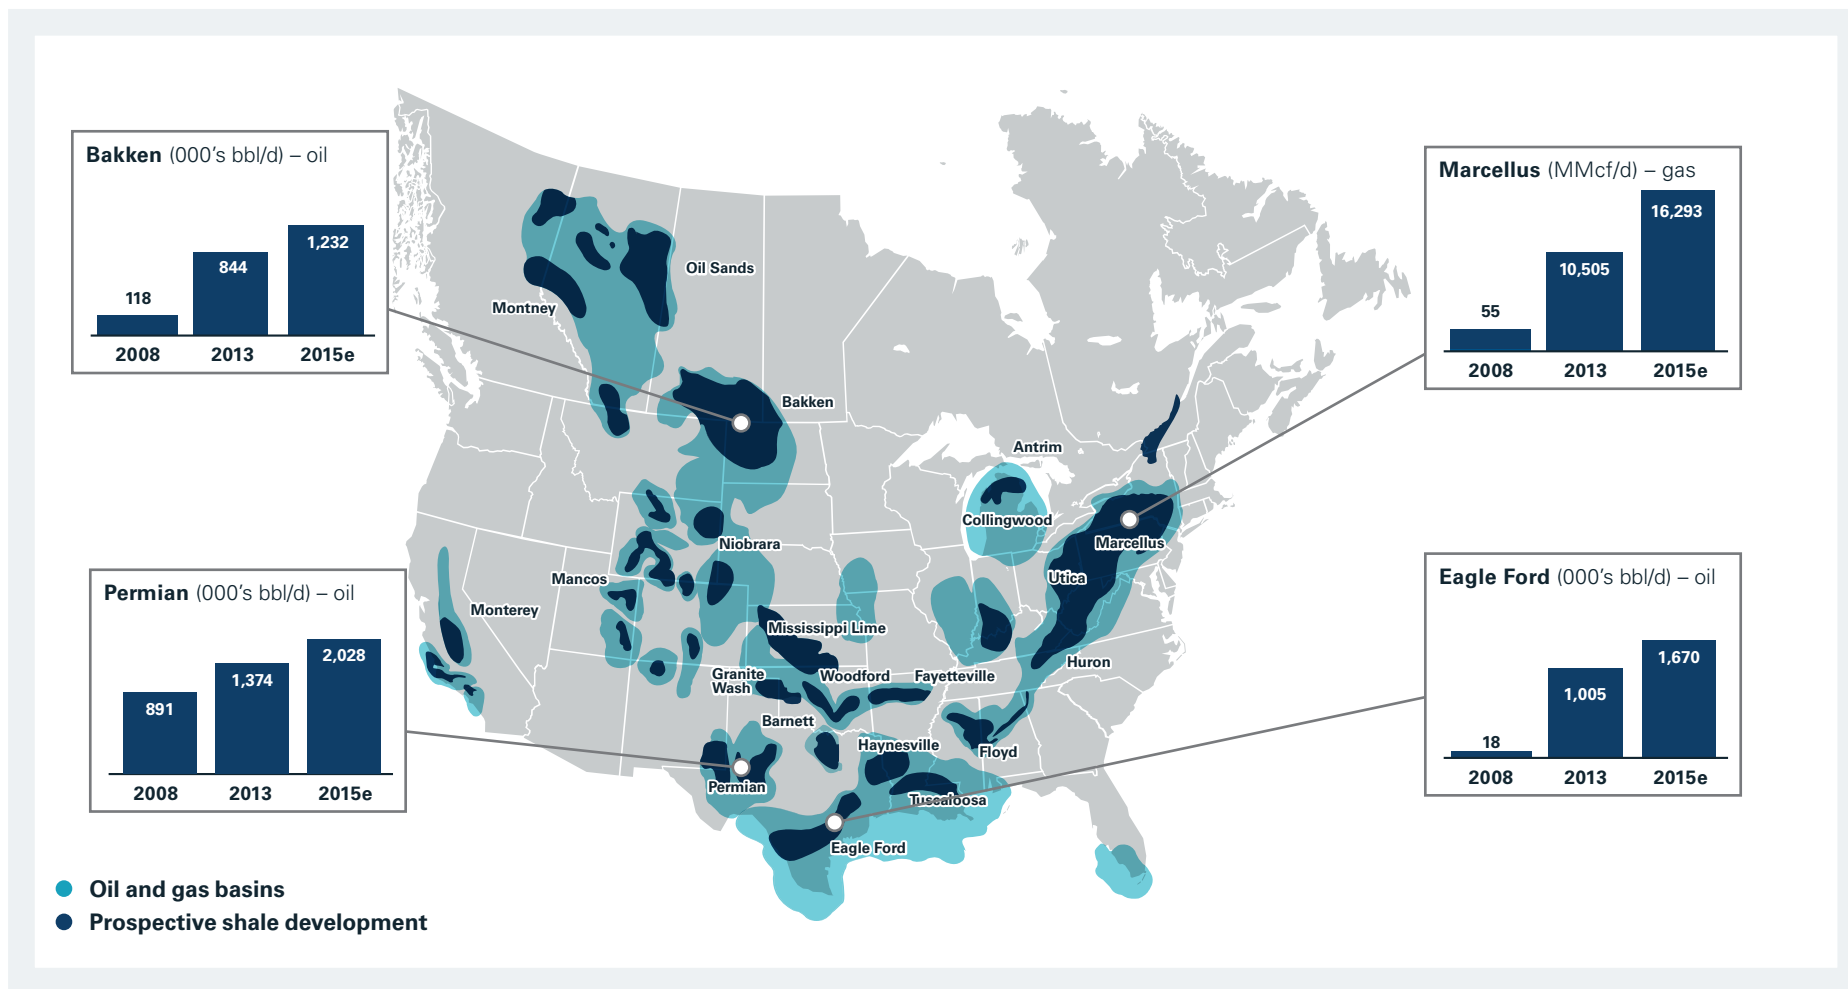 Bakken (000’s bbl/d) – oil
118
844
1,232
2008
2013
2015e
Marcellus (MMcf/d) – gas
55
10,505
16,293
2008
2013
2015e
Permian (000’s bbl/d) – oil
891
1,374
2,028
2008
2013
2015e
Eagle Ford (000’s bbl/d) – oil
18
1,005
1,670
2008
2013
2015e
Oil Sands
Montney
Bakken
Antrim
Collingwood
Niobrara
Marcellus
Mancos
Utica
Monterey
Mississippi Lime
Huron
Granite
Wash
Woodford
Fayetteville
Barnett
Haynesville
Floyd
Permian
Tuscaloosa
Eagle Ford
Oil and gas basins
Prospective shale development